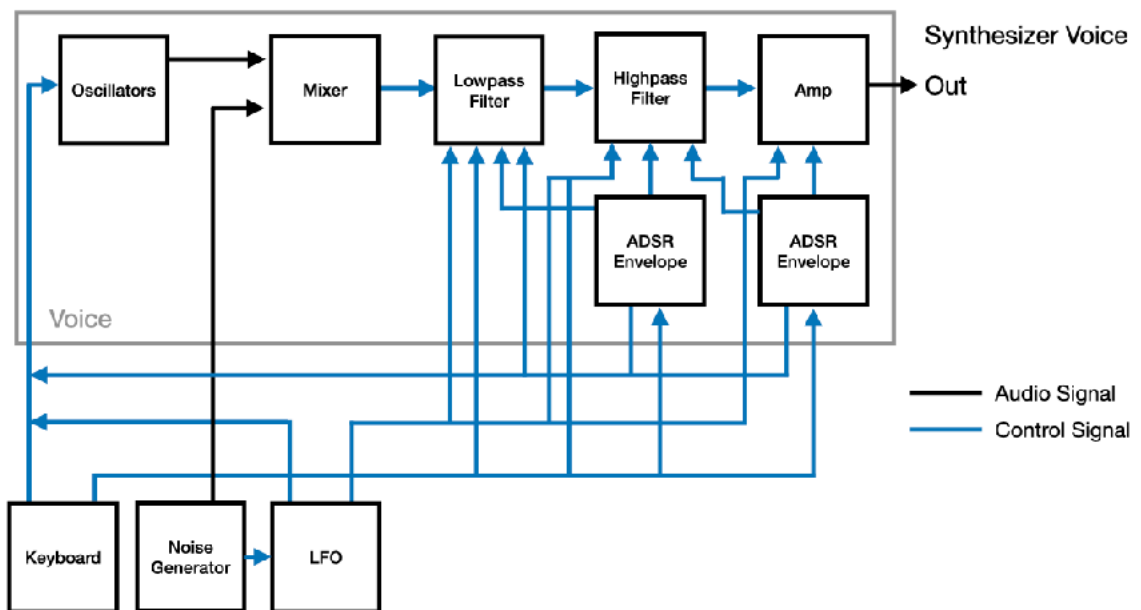 Synthesizer Voice
Out
Oscillators
Mixer
Lowpass
Filter
Highpass
Filter
Amp
ADSR
Envelope
ADSR
Envelope
Voice
Audio Signal
Control Signal
Keyboard
Noise
Generator
LFO